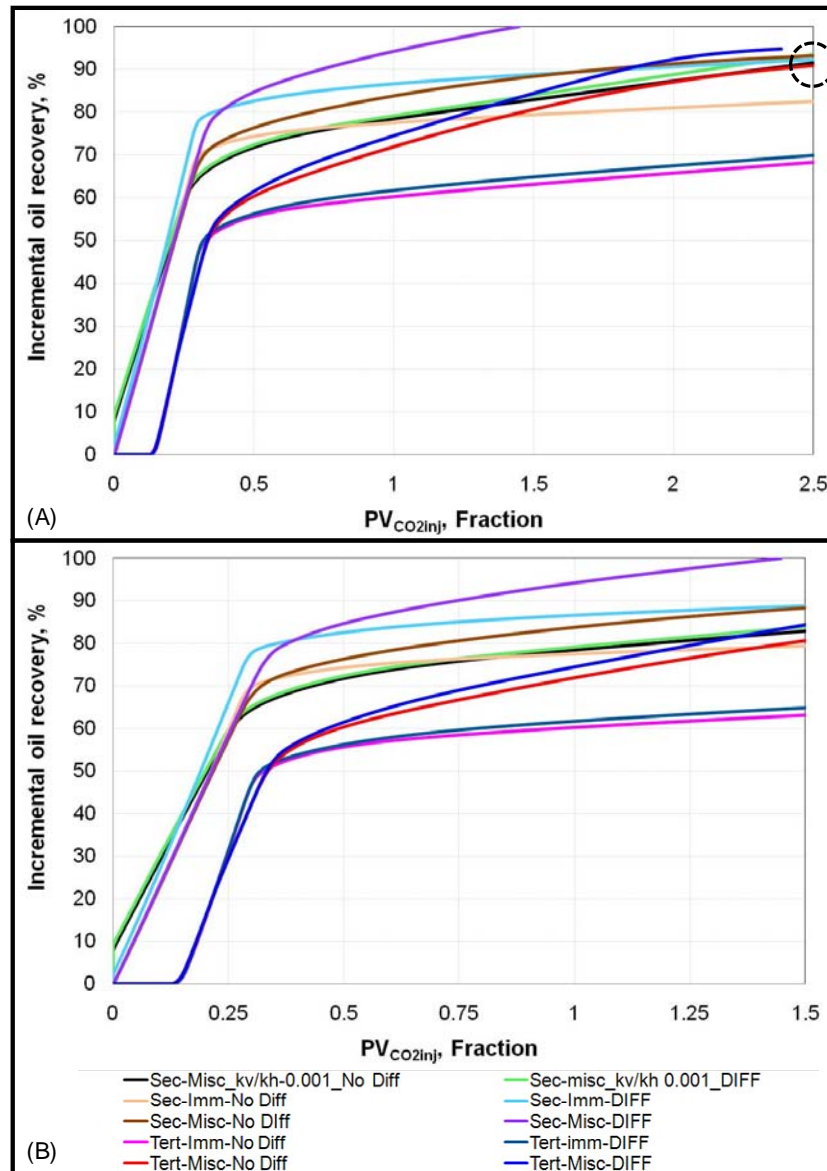 100
90
80
70
60
50
40
30
20
10
0
Incremental oil recovery, %
0 0.5 1 1.5 2 2.5
(A)
PVCO2inj, Fraction
100
90
80
70
60
50
40
30
20
10
0
Incremental oil recovery, %
0 0.25 0.5 0.75 1 1.25 1.5
PVCO2inj, Fraction
Sec-Misc_kv/kh-0.001_No Diff Sec-misc_kv/kh 0.001_DIFF
Sec-Imm-No Diff Sec-Imm-DIFF
Sec-Misc-No DIff Sec-Misc-DIFF
Tert-Imm-No Diff Tert-imm-DIFF
Tert-Misc-No Diff Tert-Misc-DIFF
(B)